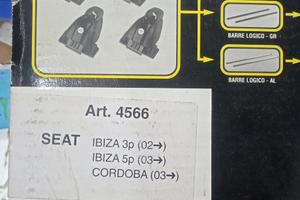 BARRE LOGICO - GR
BARRE LOGICO - AL
Art. 4566
SEAT IBIZA 3p (02➔)
IBIZA 5p (03➔)
CORDOBA (03➔)